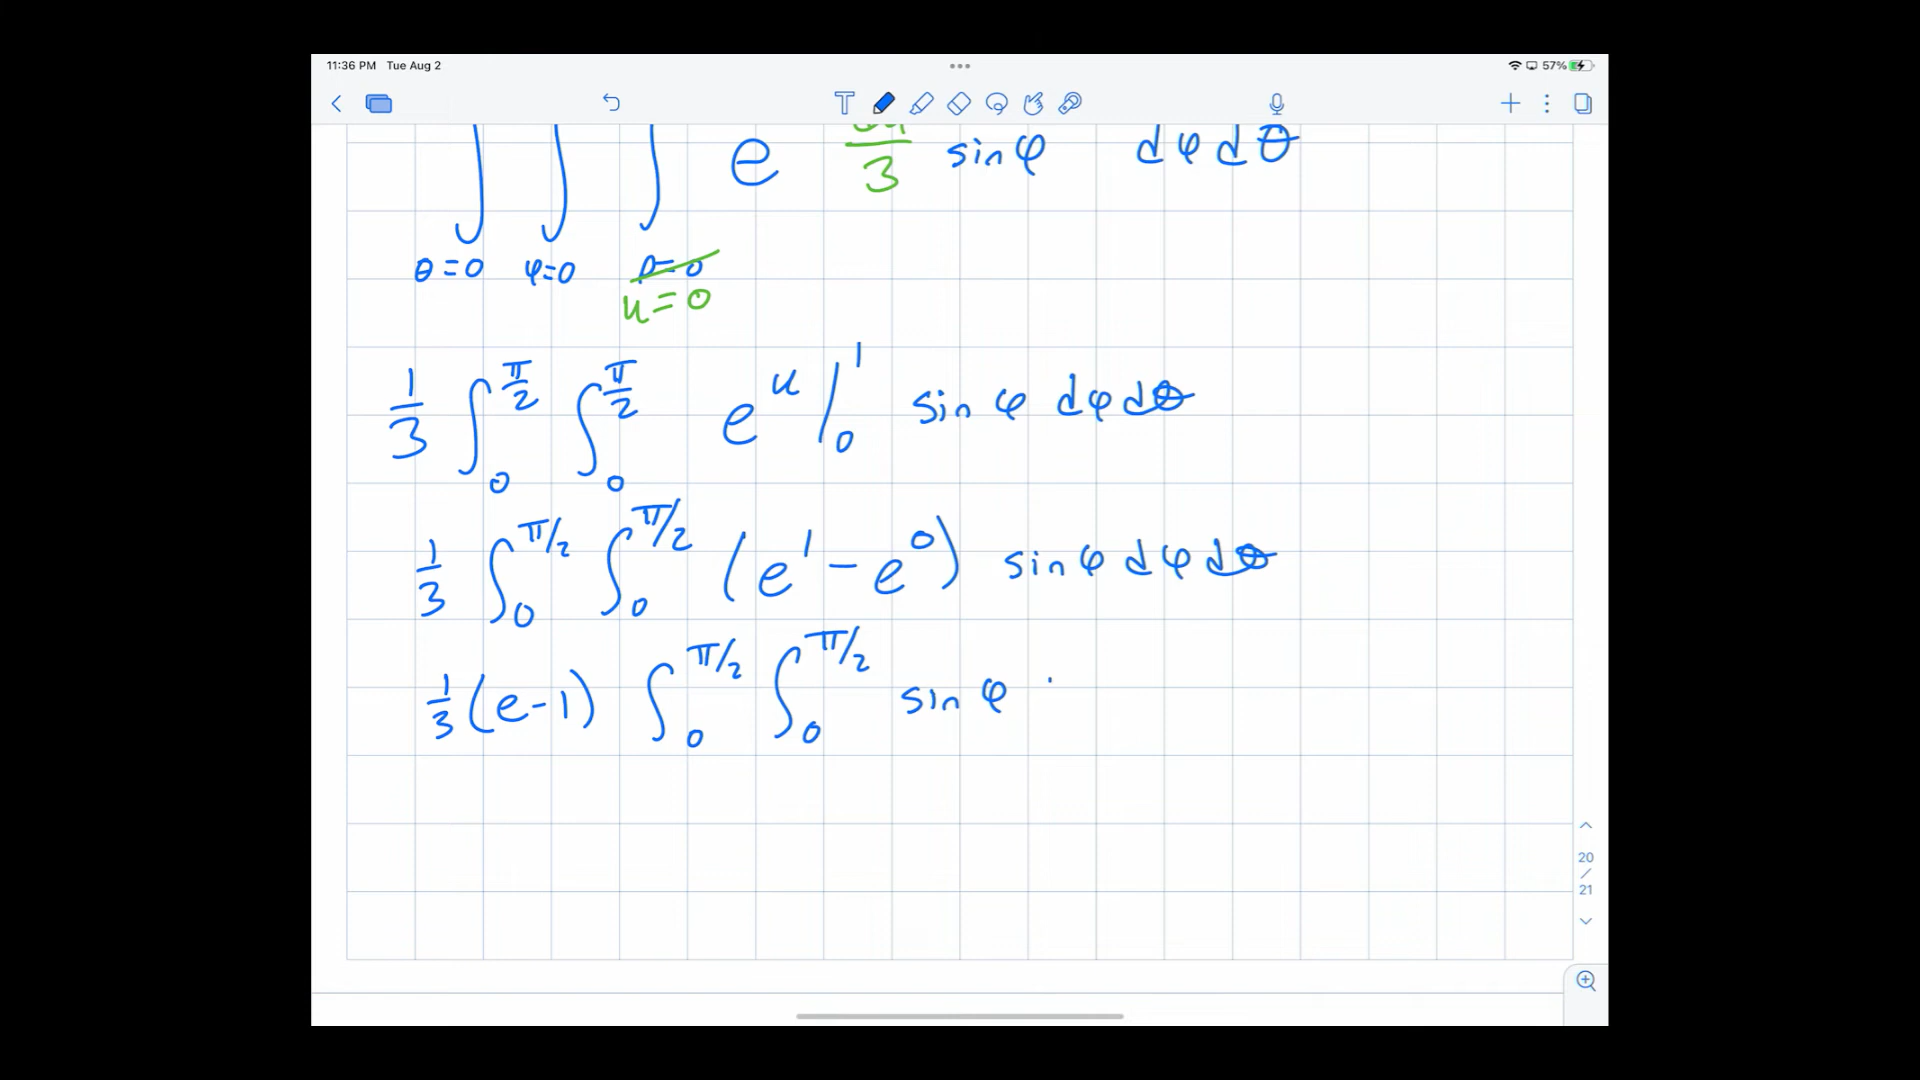 11:36 PM Tue Aug 2
57%
T
∫ ∫ ∫ e du/3 sin φ dφ dθ
θ=0 φ=0 ρ=0
u=0
1/3 ∫_0^{π/2} ∫_0^{π/2} e^u |_0^1 sin φ dφ dθ
1/3 ∫_0^{π/2} ∫_0^{π/2} (e^1 - e^0) sin φ dφ dθ
1/3 (e-1) ∫_0^{π/2} ∫_0^{π/2} sin φ
20
/
21